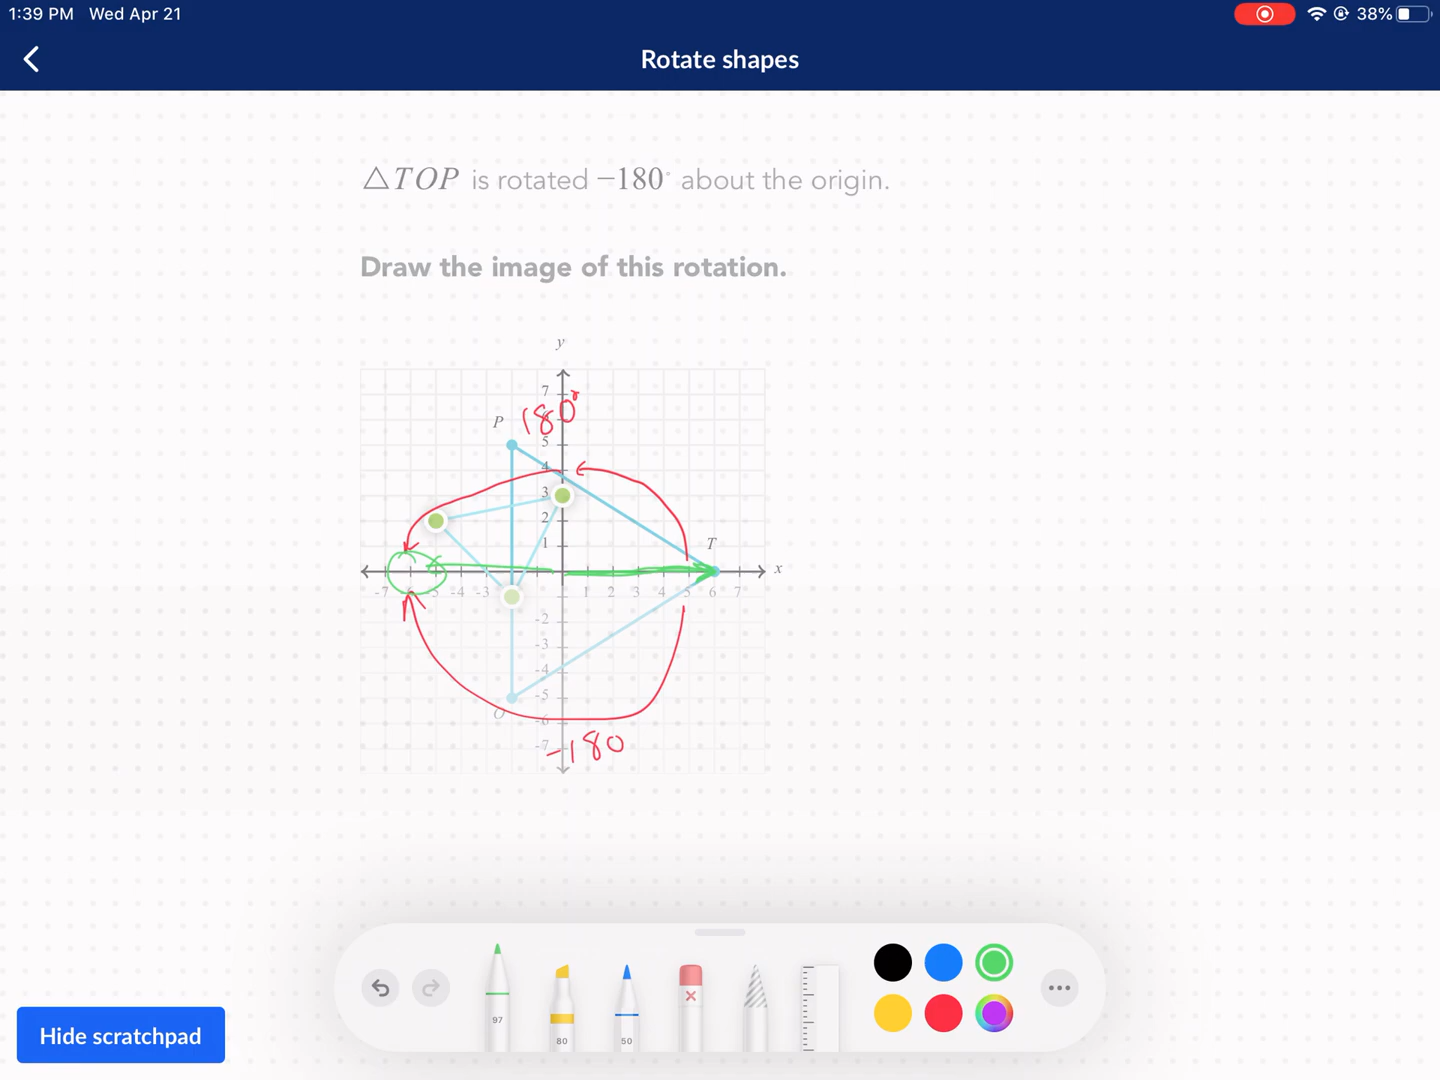 1:39 PM Wed Apr 21 38%
Rotate shapes
△TOP is rotated −180° about the origin.
Draw the image of this rotation.
y
7
P 180°
5
4
3
2
1
T
x
-7 -6 -5 -4 -3 1 2 3 4 5 6 7
-2
-3
-4
-5
O
-6
-7
-180
97 80 50
Hide scratchpad